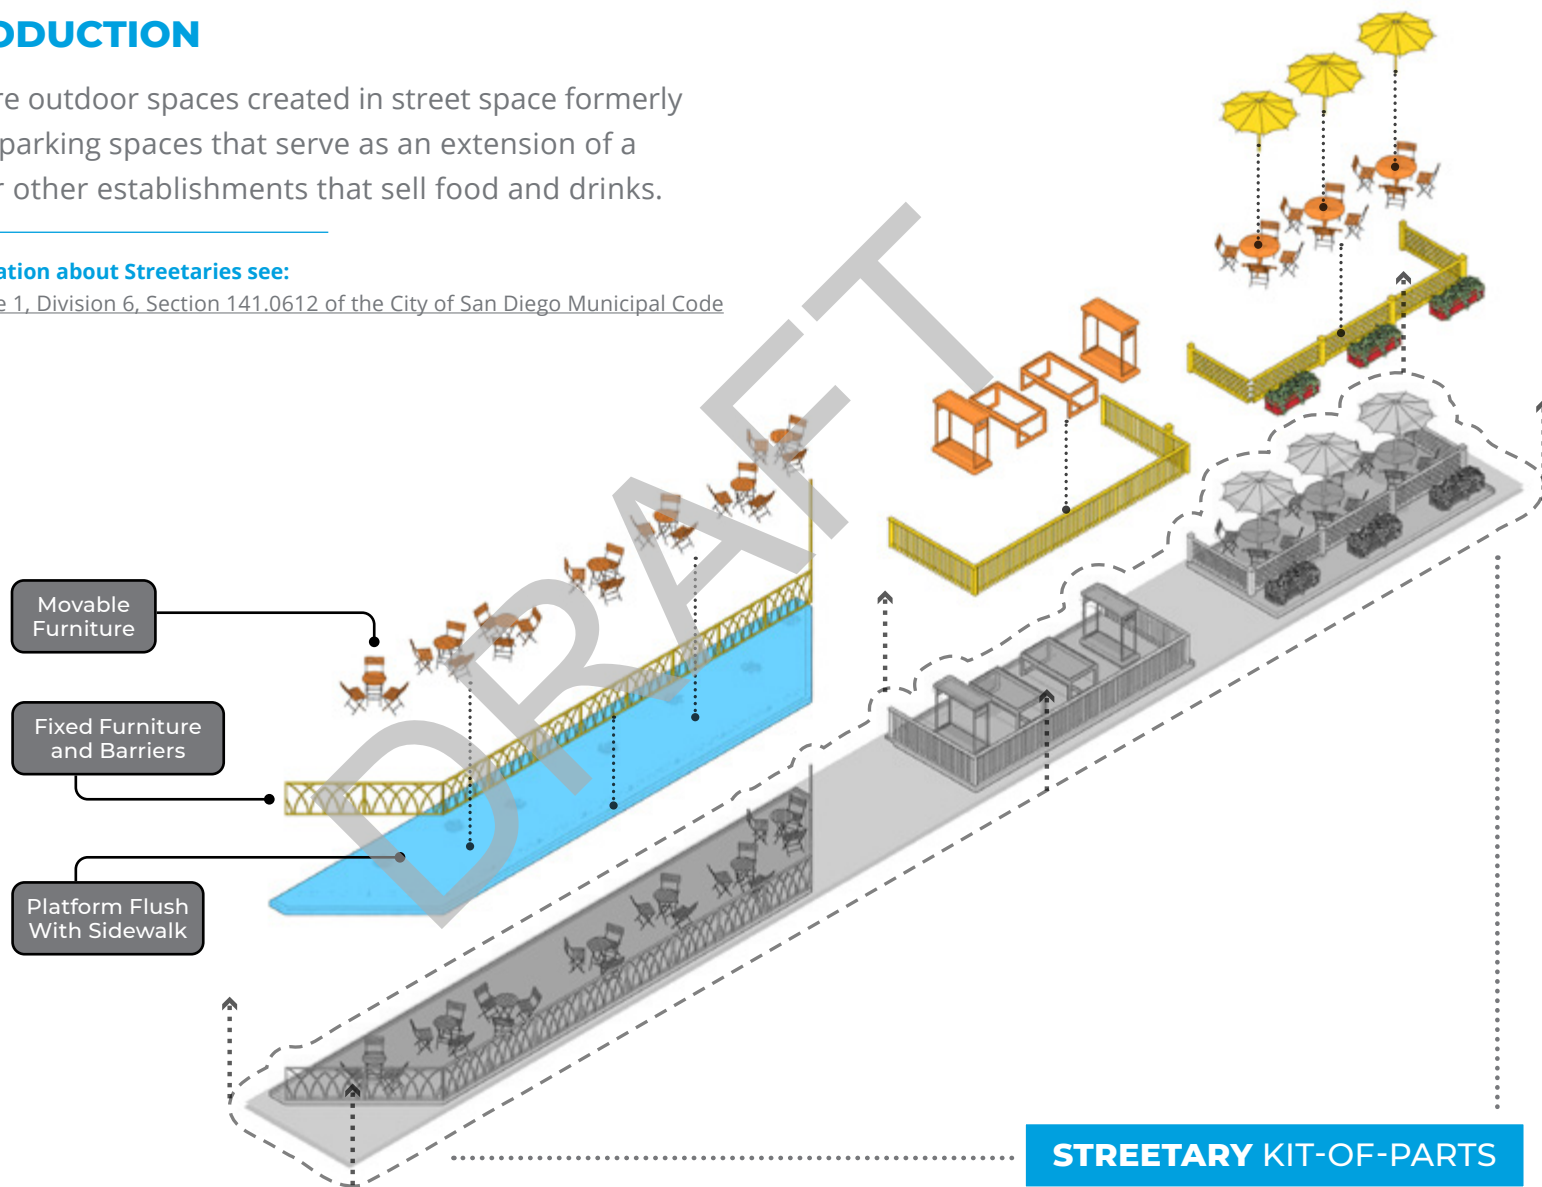 ODUCTION
re outdoor spaces created in street space formerly
parking spaces that serve as an extension of a
r other establishments that sell food and drinks.
ation about Streetaries see:
e 1, Division 6, Section 141.0612 of the City of San Diego Municipal Code
DRAFT
Movable
Furniture
Fixed Furniture
and Barriers
Platform Flush
With Sidewalk
STREETARY KIT-OF-PARTS